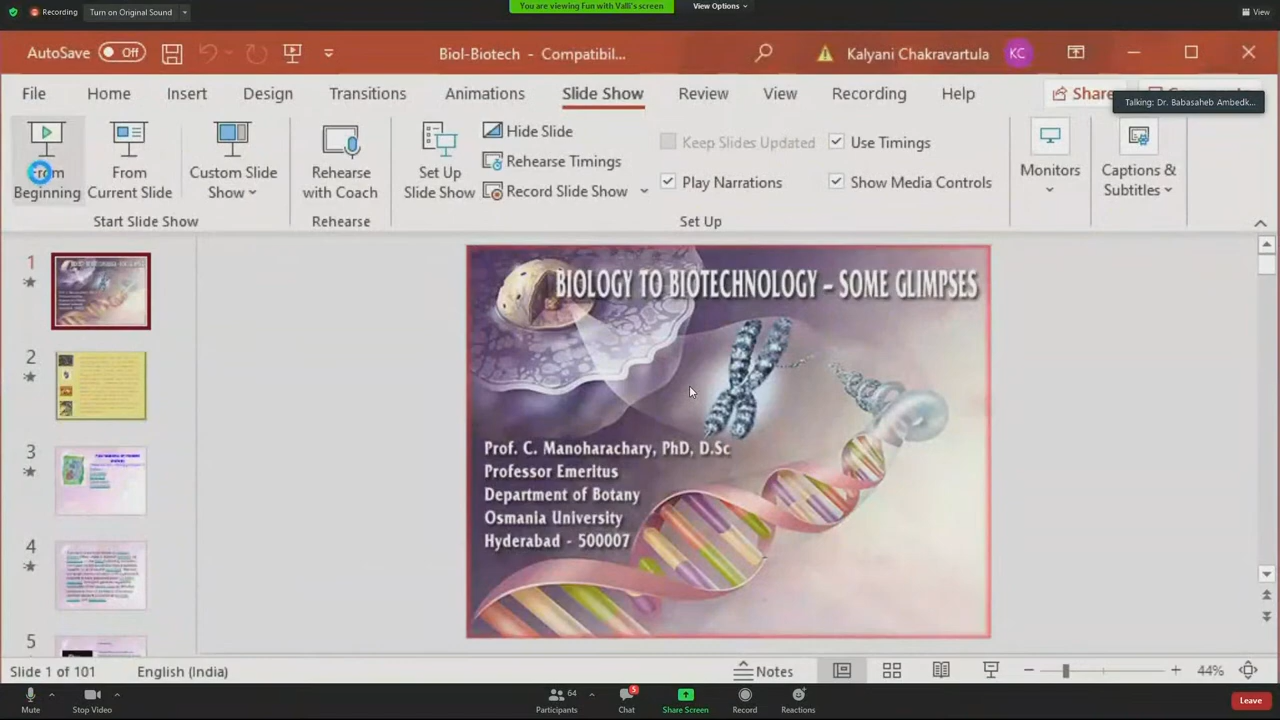 Recording
Turn on Original Sound
You are viewing Fun with Valli's screen
View Options
View
AutoSave
Off
Biol-Biotech - Compatibil...
Kalyani Chakravartula
KC
File
Home
Insert
Design
Transitions
Animations
Slide Show
Review
View
Recording
Help
Share
Talking: Dr. Babasaheb Ambedk...
From
Beginning
From
Current Slide
Custom Slide
Show
Rehearse
with Coach
Set Up
Slide Show
Hide Slide
Rehearse Timings
Record Slide Show
Keep Slides Updated
Play Narrations
Use Timings
Show Media Controls
Monitors
Captions &
Subtitles
Start Slide Show
Rehearse
Set Up
1
2
3
4
5
BIOLOGY TO BIOTECHNOLOGY – SOME GLIMPSES
Prof. C. Manoharachary, PhD, D.Sc
Professor Emeritus
Department of Botany
Osmania University
Hyderabad - 500007
Slide 1 of 101
English (India)
Notes
44%
Mute
Stop Video
Participants
64
Chat
5
Share Screen
Record
Reactions
Leave